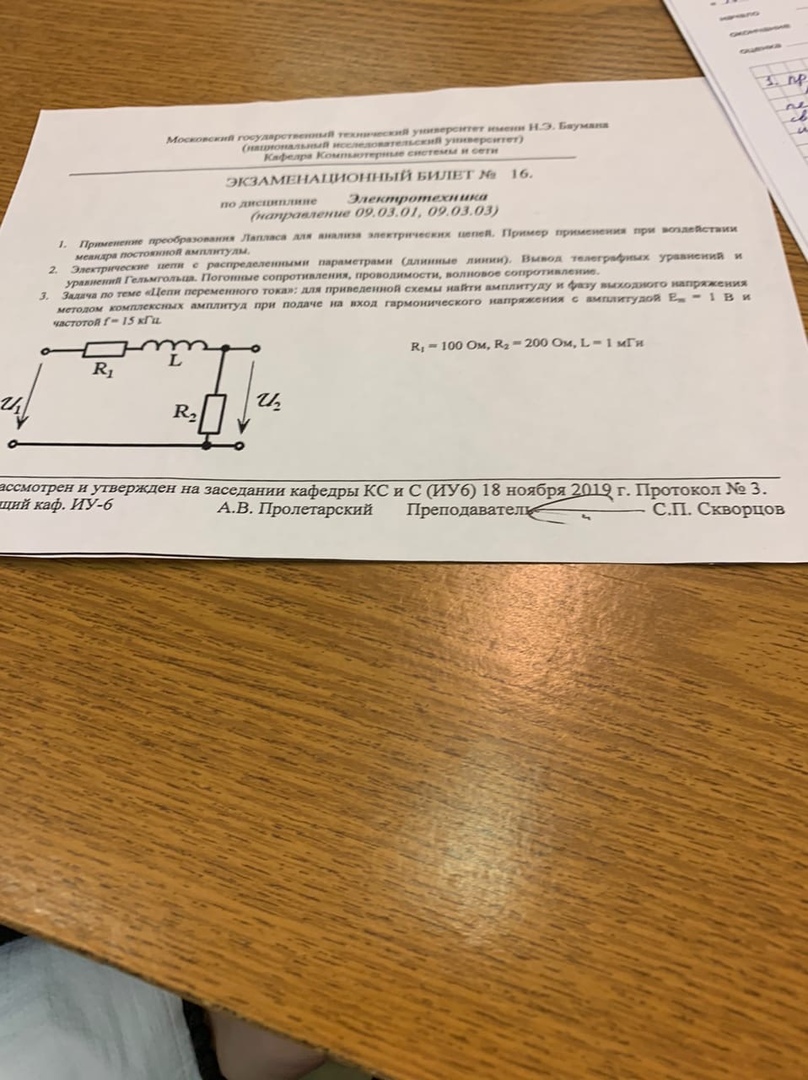 начало
окончание
оценка
Московский государственный технический университет имени Н.Э. Баумана
(национальный исследовательский университет)
Кафедра Компьютерные системы и сети
ЭКЗАМЕНАЦИОННЫЙ БИЛЕТ № 16.
по дисциплине Электротехника
(направление 09.03.01, 09.03.03)
1. Применение преобразования Лапласа для анализа электрических цепей. Пример применения при воздействии
меандра постоянной амплитуды.
2. Электрические цепи с распределенными параметрами (длинные линии). Вывод телеграфных уравнений и
уравнений Гельмгольца. Погонные сопротивления, проводимости, волновое сопротивление.
3. Задача по теме «Цепи переменного тока»: для приведенной схемы найти амплитуду и фазу выходного напряжения
методом комплексных амплитуд при подаче на вход гармонического напряжения с амплитудой Eₘ = 1 В и
частотой f = 15 кГц.
R₁ = 100 Ом, R₂ = 200 Ом, L = 1 мГн
R₁
L
U₁
R₂
U₂
ассмотрен и утвержден на заседании кафедры КС и С (ИУ6) 18 ноября 2019 г. Протокол № 3.
щий каф. ИУ-6 А.В. Пролетарский Преподаватель С.П. Скворцов